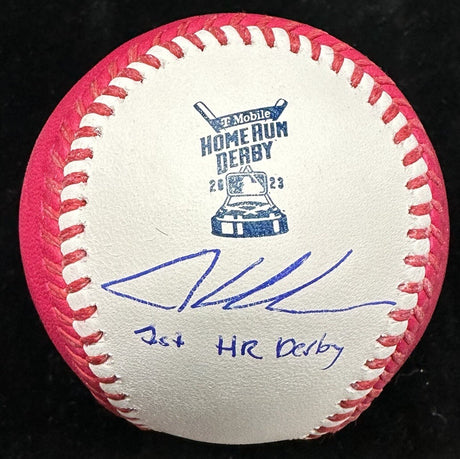 T Mobile
HOME RUN
DERBY
20 23
1st HR Derby